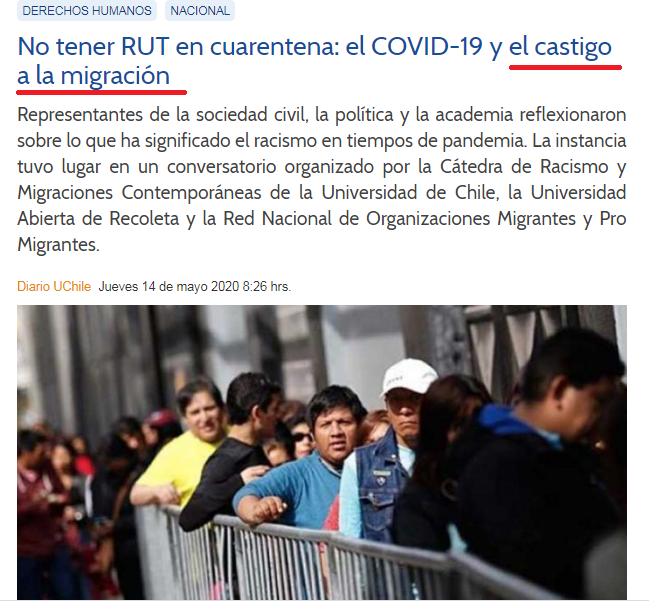 DERECHOS HUMANOS NACIONAL
No tener RUT en cuarentena: el COVID-19 y el castigo
a la migración
Representantes de la sociedad civil, la política y la academia reflexionaron
sobre lo que ha significado el racismo en tiempos de pandemia. La instancia
tuvo lugar en un conversatorio organizado por la Cátedra de Racismo y
Migraciones Contemporáneas de la Universidad de Chile, la Universidad
Abierta de Recoleta y la Red Nacional de Organizaciones Migrantes y Pro
Migrantes.
Diario UChile Jueves 14 de mayo 2020 8:26 hrs.